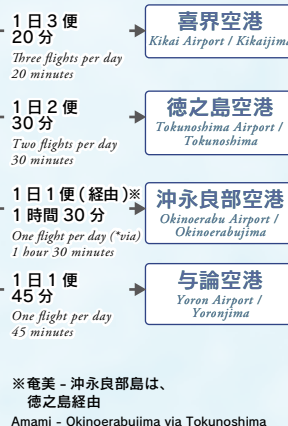 1日3便
20分
Three flights per day
20 minutes
喜界空港
Kikai Airport / Kikaijima
1日2便
30分
Two flights per day
30 minutes
徳之島空港
Tokunoshima Airport /
Tokunoshima
1日1便(経由)※
1時間30分
One flight per day (*via)
1 hour 30 minutes
沖永良部空港
Okinoerabu Airport /
Okinoerabujima
1日1便
45分
One flight per day
45 minutes
与論空港
Yoron Airport /
Yoronjima
※奄美 - 沖永良部島は、
徳之島経由
Amami - Okinoerabujima via Tokunoshima